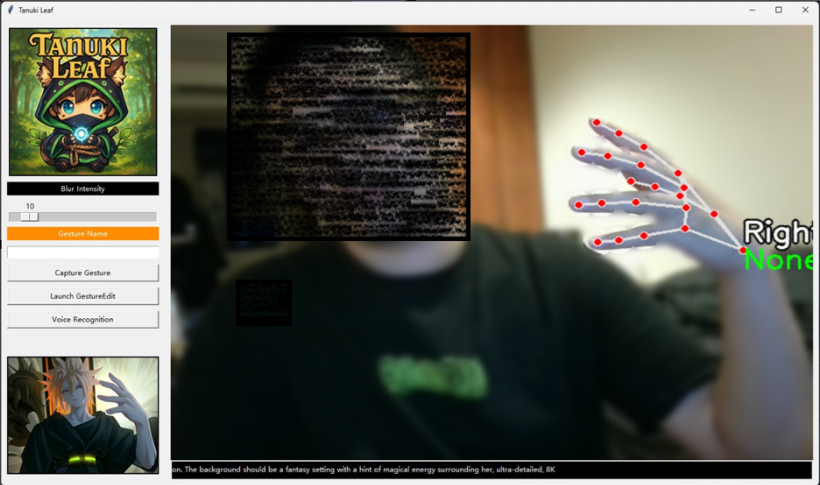 Tanuki Leaf
TANUKI
LEAF
Blur Intensity
10
Gesture Name
Capture Gesture
Launch GestureEdit
Voice Recognition
Right
None
on. The background should be a fantasy setting with a hint of magical energy surrounding her, ultra-detailed, 8K